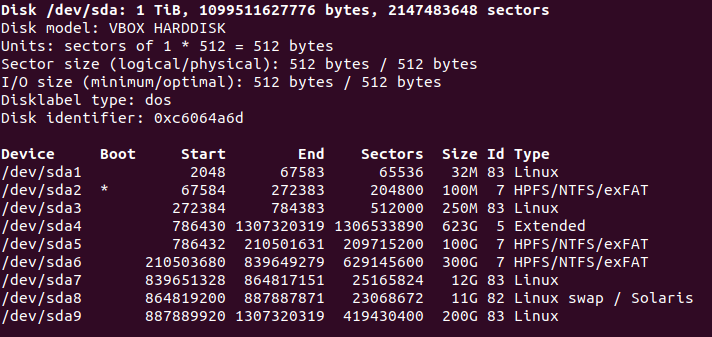 Disk /dev/sda: 1 TiB, 1099511627776 bytes, 2147483648 sectors
Disk model: VBOX HARDDISK
Units: sectors of 1 * 512 = 512 bytes
Sector size (logical/physical): 512 bytes / 512 bytes
I/O size (minimum/optimal): 512 bytes / 512 bytes
Disklabel type: dos
Disk identifier: 0xc6064a6d

Device     Boot     Start        End    Sectors  Size Id Type
/dev/sda1            2048      67583      65536   32M 83 Linux
/dev/sda2  *        67584     272383     204800  100M  7 HPFS/NTFS/exFAT
/dev/sda3          272384     784383     512000  250M 83 Linux
/dev/sda4          786430 1307320319 1306533890  623G  5 Extended
/dev/sda5          786432  210501631  209715200  100G  7 HPFS/NTFS/exFAT
/dev/sda6       210503680  839649279  629145600  300G  7 HPFS/NTFS/exFAT
/dev/sda7       839651328  864817151   25165824   12G 83 Linux
/dev/sda8       864819200  887887871   23068672   11G 82 Linux swap / Solaris
/dev/sda9       887889920 1307320319  419430400  200G 83 Linux